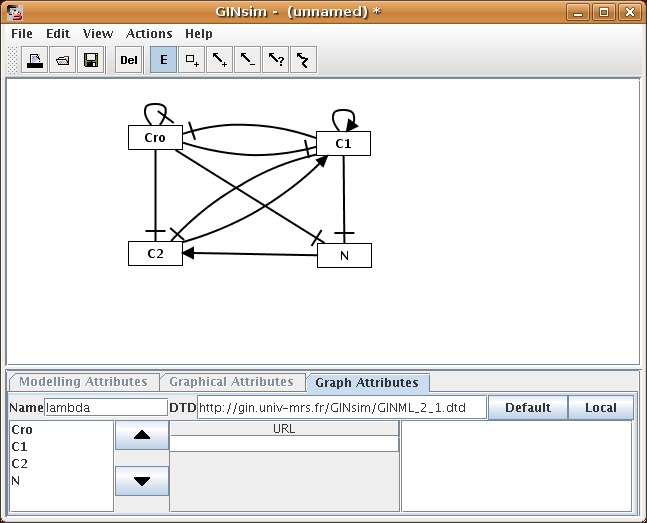 GINsim - (unnamed) *
File Edit View Actions Help
Del E + + - ?
Cro
C1
C2
N
Modelling Attributes Graphical Attributes Graph Attributes
Name lambda DTD http://gin.univ-mrs.fr/GINsim/GINML_2_1.dtd Default Local
Cro
C1
C2
N
URL